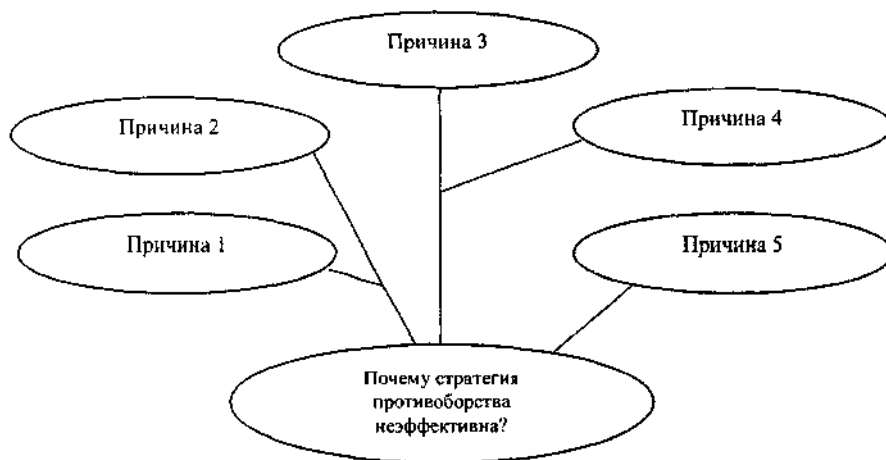 Причина 3
Причина 2
Причина 4
Причина 1
Причина 5
Почему стратегия
противоборства
неэффективна?